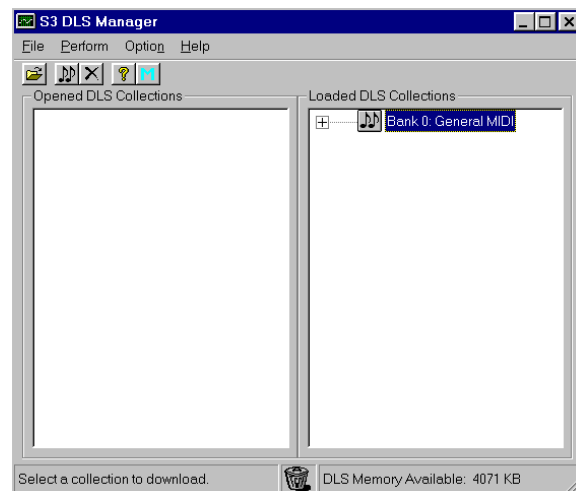 S3 DLS Manager
File Perform Option Help
M
Opened DLS Collections
Loaded DLS Collections
Bank 0: General MIDI
Select a collection to download.
DLS Memory Available: 4071 KB